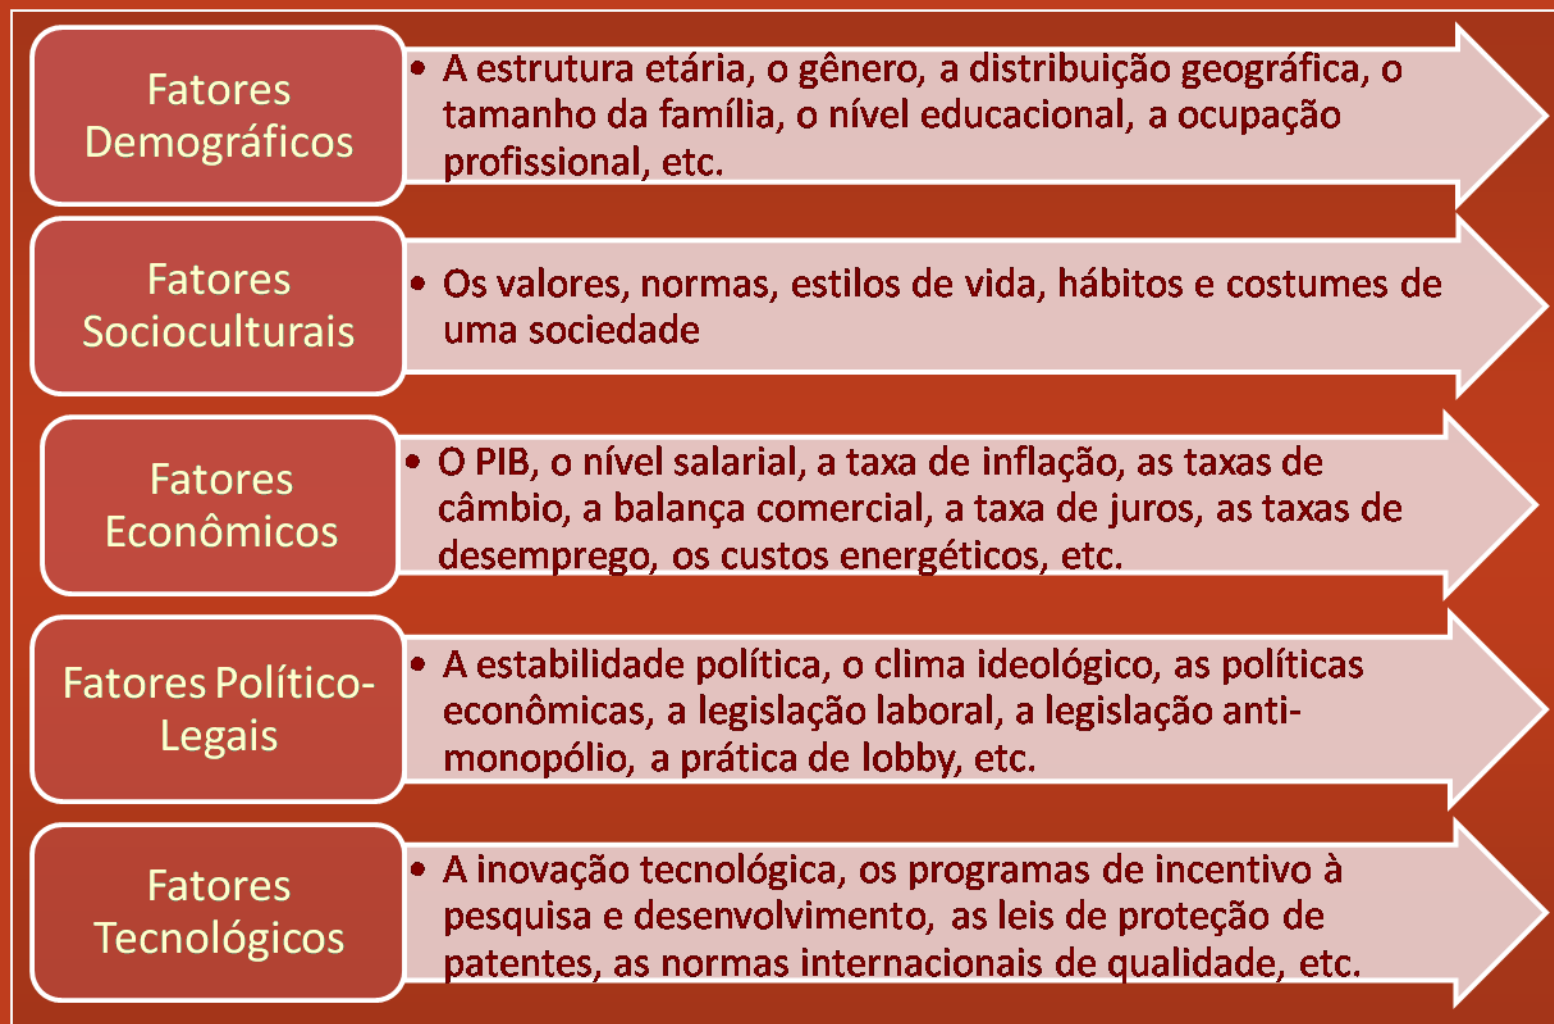 Fatores
Demográficos
• A estrutura etária, o gênero, a distribuição geográfica, o
tamanho da família, o nível educacional, a ocupação
profissional, etc.
Fatores
Socioculturais
• Os valores, normas, estilos de vida, hábitos e costumes de
uma sociedade
Fatores
Econômicos
• O PIB, o nível salarial, a taxa de inflação, as taxas de
câmbio, a balança comercial, a taxa de juros, as taxas de
desemprego, os custos energéticos, etc.
Fatores Político-
Legais
• A estabilidade política, o clima ideológico, as políticas
econômicas, a legislação laboral, a legislação anti-
monopólio, a prática de lobby, etc.
Fatores
Tecnológicos
• A inovação tecnológica, os programas de incentivo à
pesquisa e desenvolvimento, as leis de proteção de
patentes, as normas internacionais de qualidade, etc.